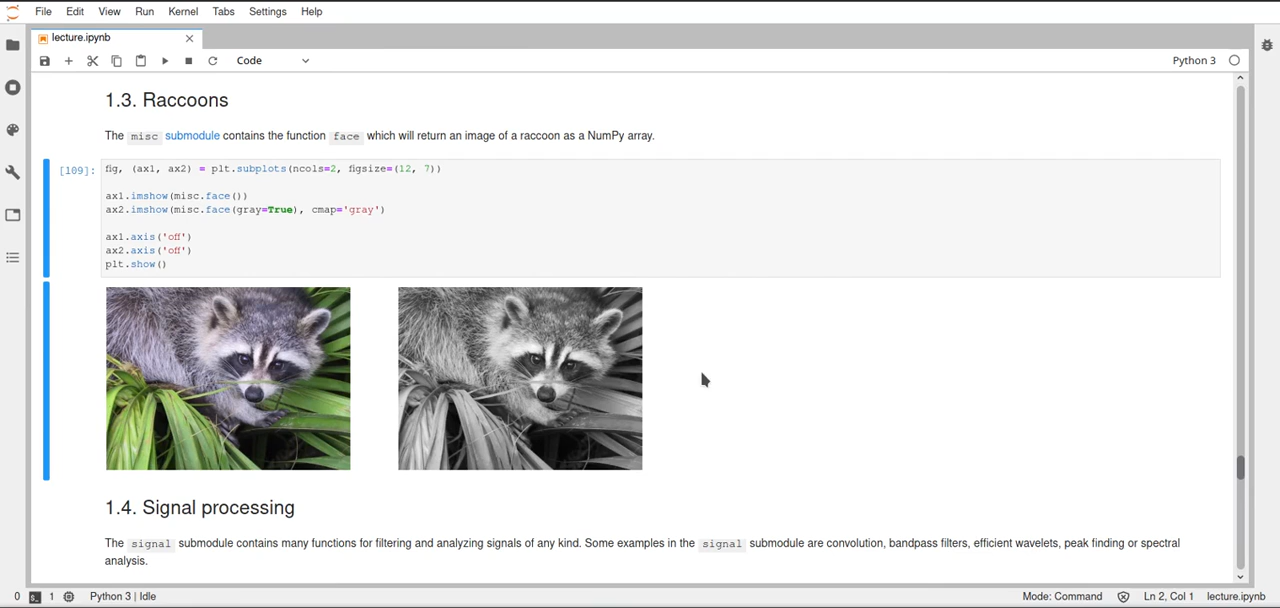 File Edit View Run Kernel Tabs Settings Help
lecture.ipynb
Code
Python 3
1.3. Raccoons
The misc submodule contains the function face which will return an image of a raccoon as a NumPy array.
[109]:
fig, (ax1, ax2) = plt.subplots(ncols=2, figsize=(12, 7))
ax1.imshow(misc.face())
ax2.imshow(misc.face(gray=True), cmap='gray')
ax1.axis('off')
ax2.axis('off')
plt.show()
1.4. Signal processing
The signal submodule contains many functions for filtering and analyzing signals of any kind. Some examples in the signal submodule are convolution, bandpass filters, efficient wavelets, peak finding or spectral
analysis.
0 1 Python 3 | Idle Mode: Command Ln 2, Col 1 lecture.ipynb